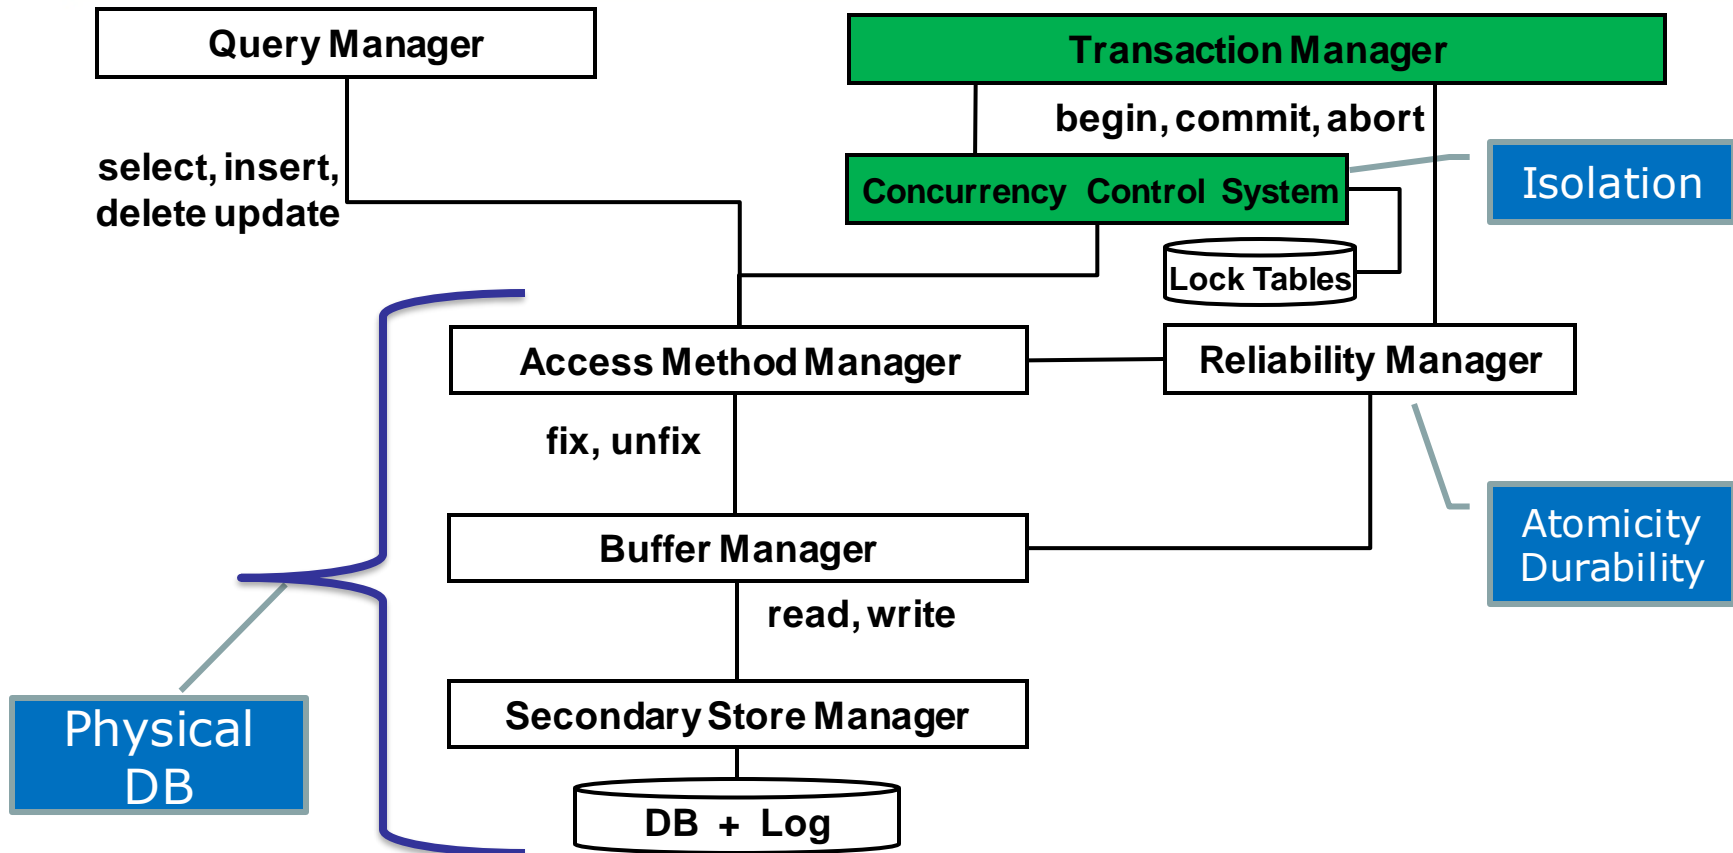 Query Manager
Transaction Manager
begin, commit, abort
select, insert,
delete update
Concurrency Control System
Isolation
Lock Tables
Access Method Manager
Reliability Manager
fix, unfix
Buffer Manager
Atomicity
Durability
read, write
Secondary Store Manager
Physical
DB
DB + Log